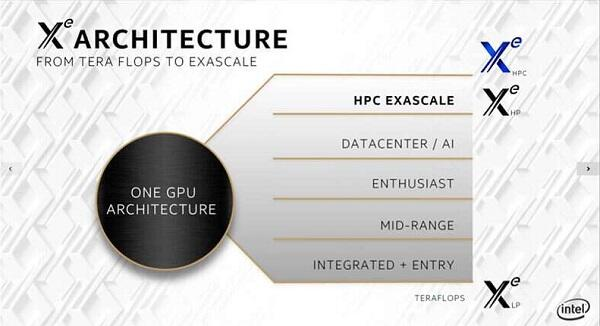 Xe ARCHITECTURE
FROM TERA FLOPS TO EXASCALE
Xe HPC
HPC EXASCALE
Xe HP
DATACENTER / AI
ONE GPU
ARCHITECTURE
ENTHUSIAST
MID-RANGE
INTEGRATED + ENTRY
TERAFLOPS
Xe LP
intel